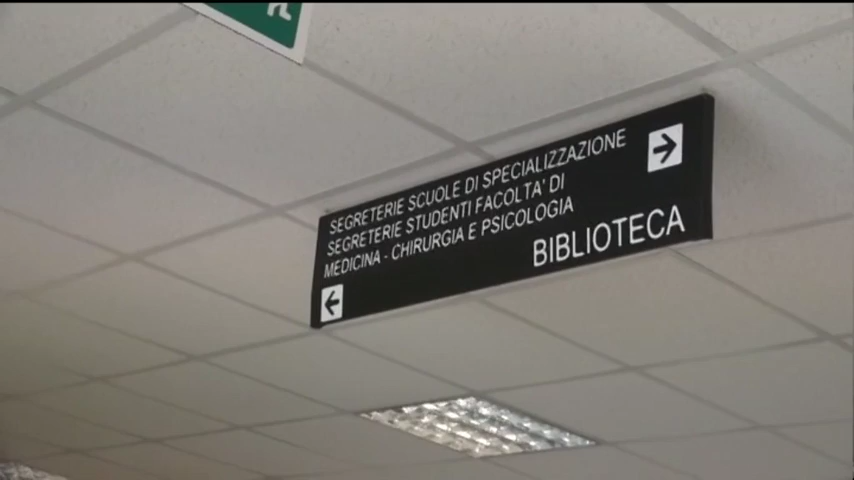 SEGRETERIE SCUOLE DI SPECIALIZZAZIONE
SEGRETERIE STUDENTI FACOLTA' DI
MEDICINA - CHIRURGIA E PSICOLOGIA
BIBLIOTECA